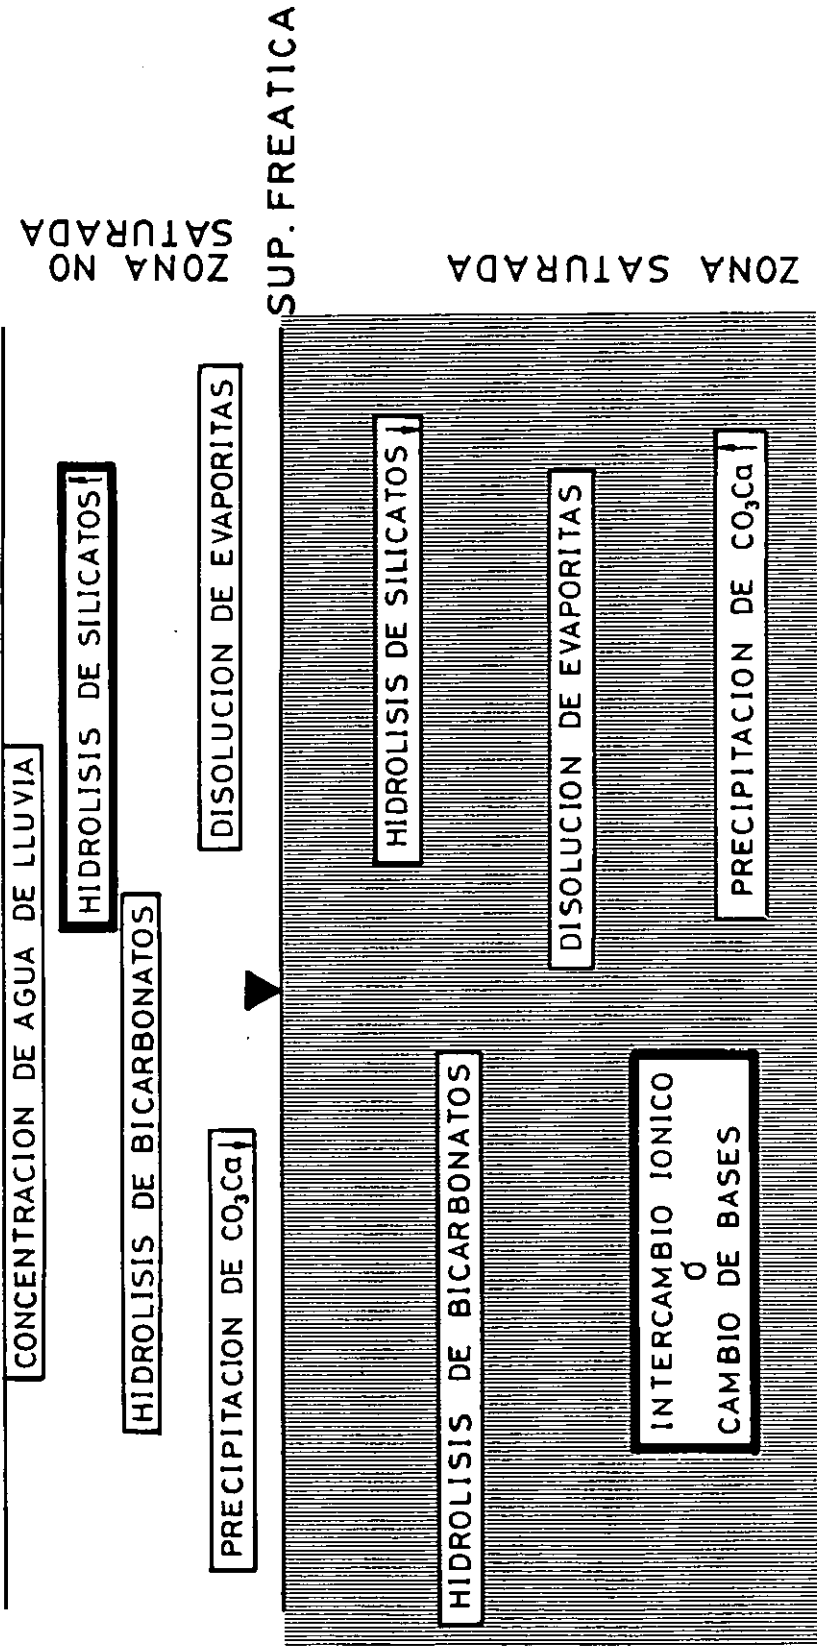 CONCENTRACION DE AGUA DE LLUVIA
HIDROLISIS DE SILICATOS
HIDROLISIS DE BICARBONATOS
DISOLUCION DE EVAPORITAS
PRECIPITACION DE CO₃Ca
ZONA NO
SATURADA
SUP. FREATICA
HIDROLISIS DE SILICATOS
HIDROLISIS DE BICARBONATOS
DISOLUCION DE EVAPORITAS
INTERCAMBIO IONICO
Ó
CAMBIO DE BASES
PRECIPITACION DE CO₃Ca
ZONA SATURADA